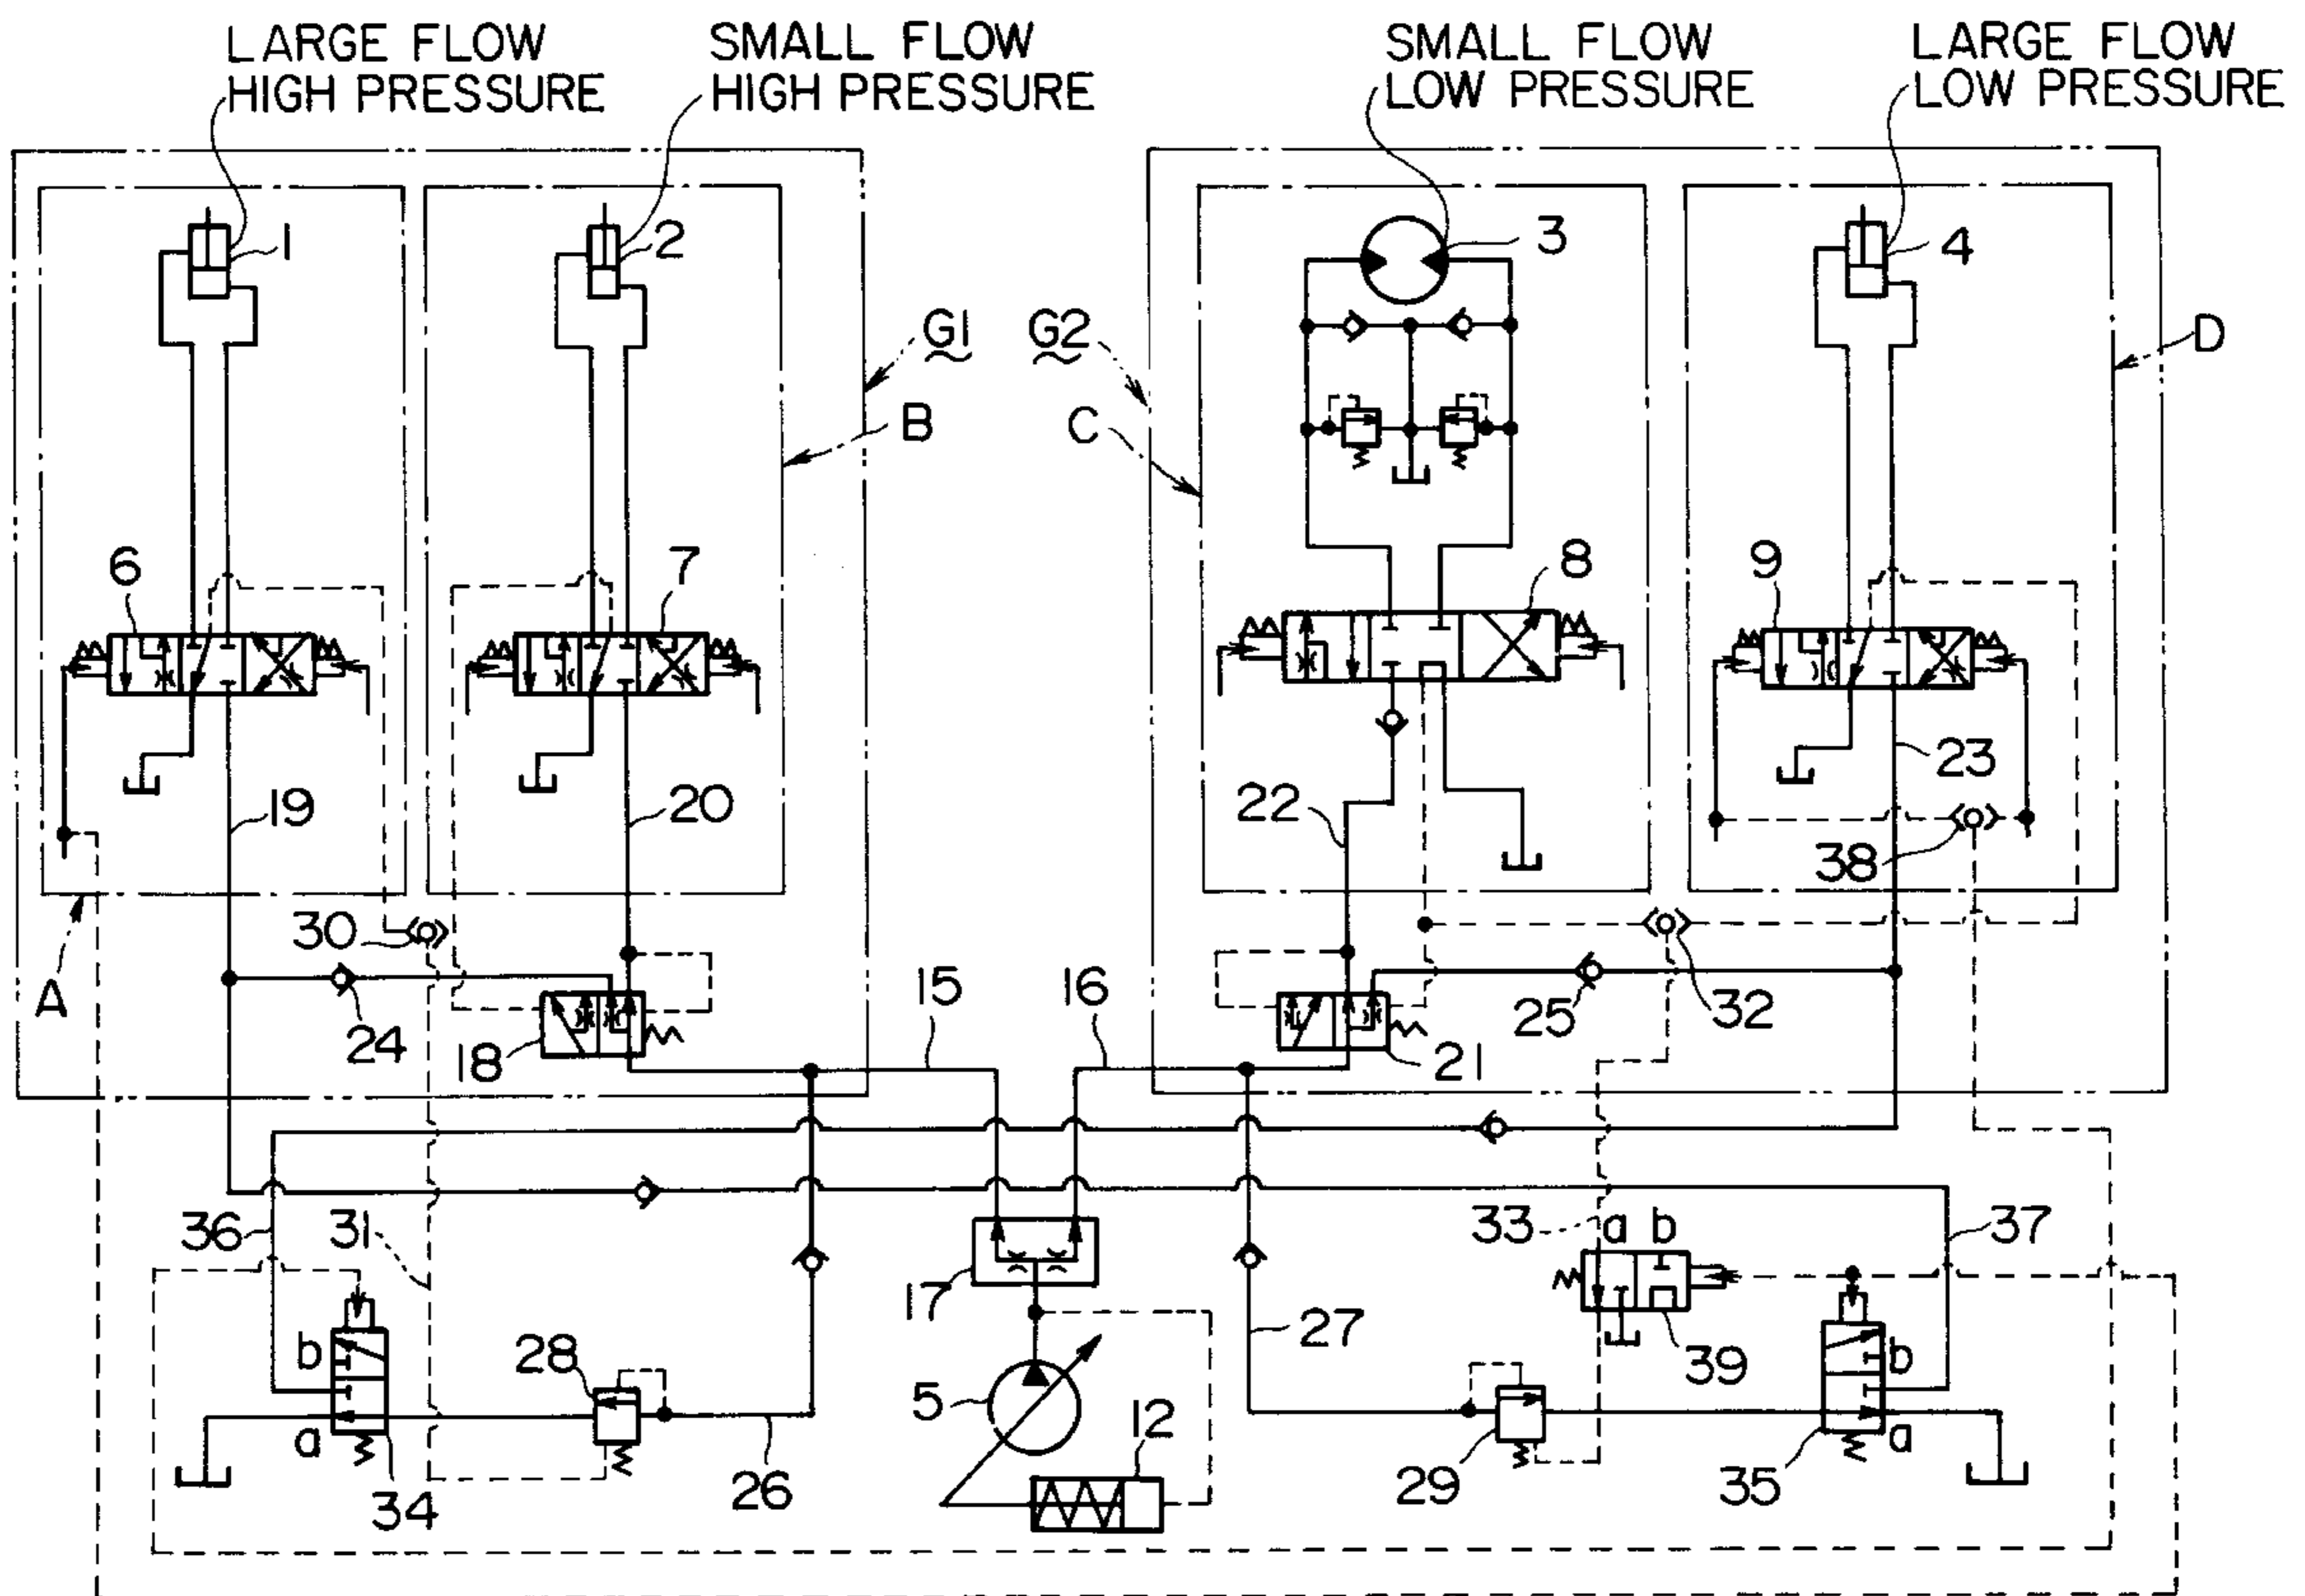 LARGE FLOW
HIGH PRESSURE
SMALL FLOW
HIGH PRESSURE
SMALL FLOW
LOW PRESSURE
LARGE FLOW
LOW PRESSURE
1
2
3
4
G1
G2
D
B
C
6
7
8
9
19
20
22
23
38
30
A
24
18
15
16
25
32
21
36
31
17
33
a
b
37
b
28
27
39
b
5
12
a
a
34
26
29
35